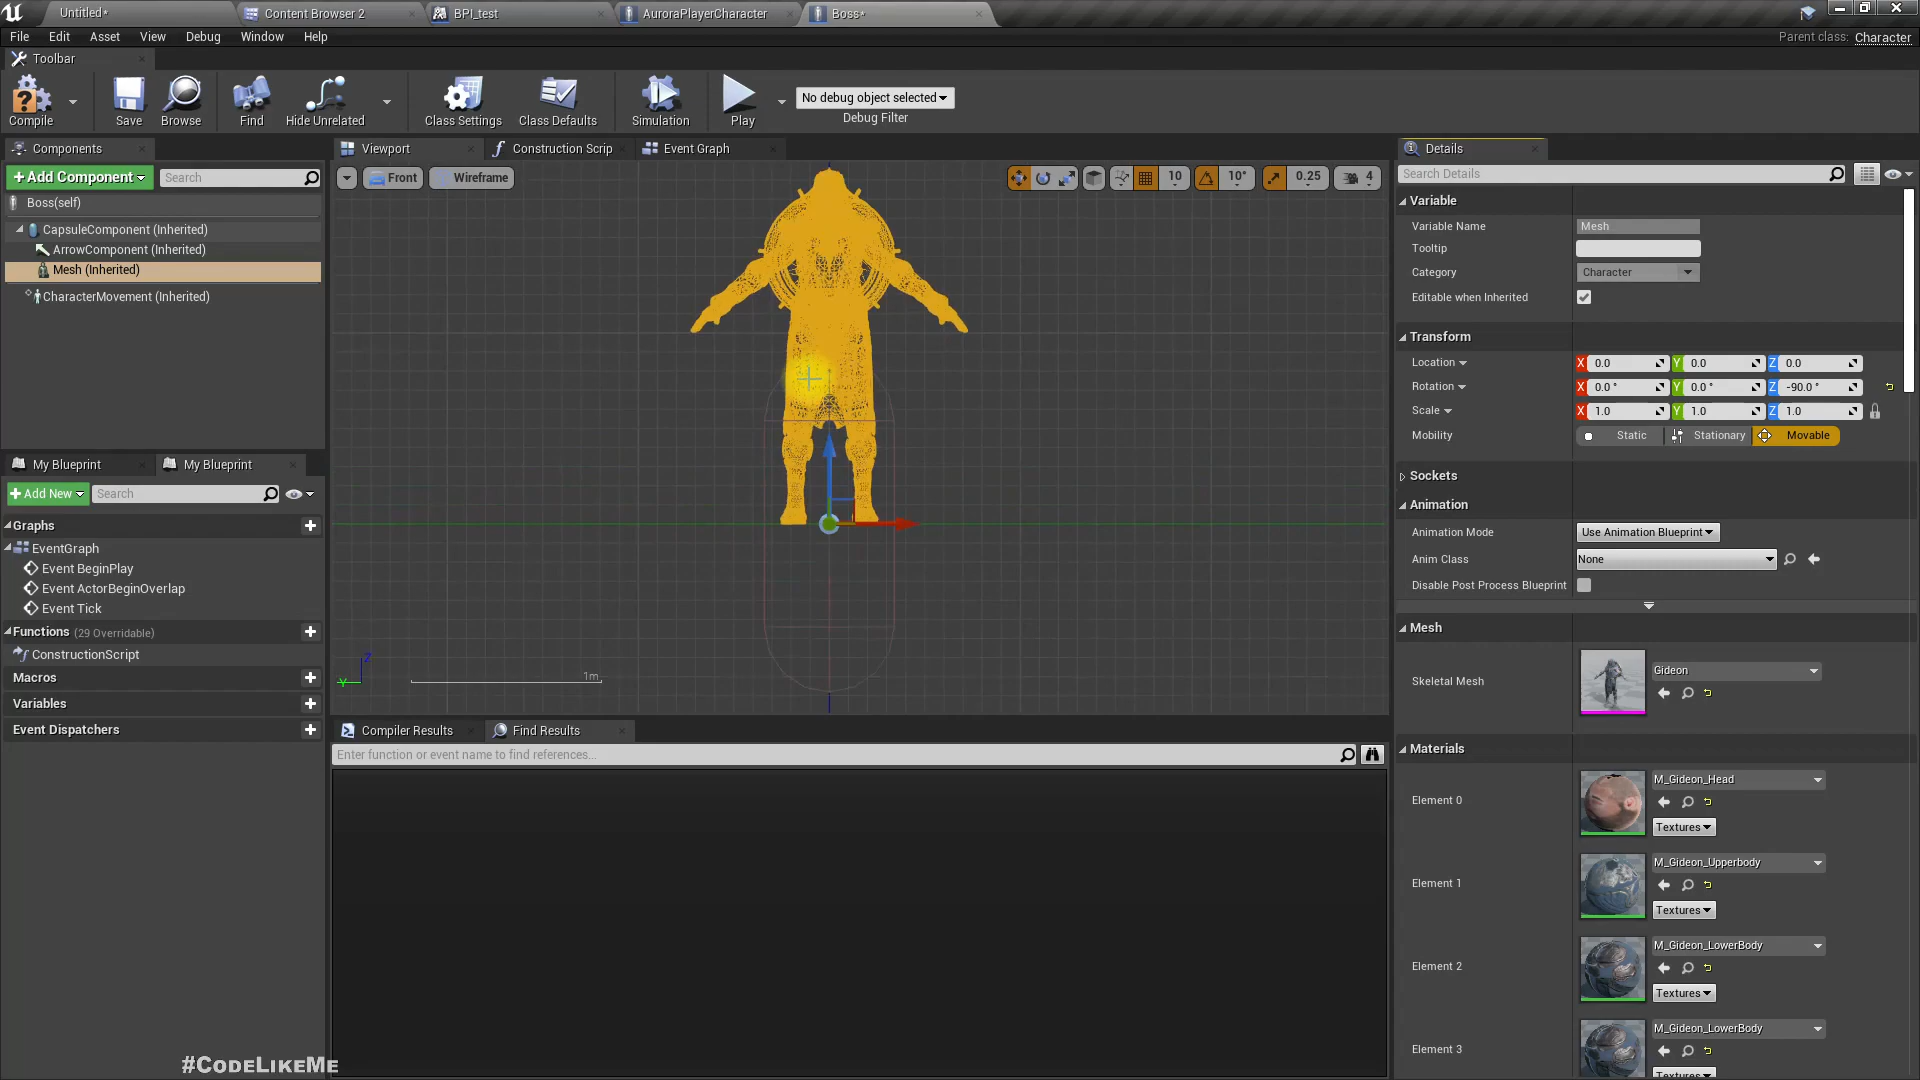 Untitled*
Content Browser 2
BPI_test
AuroraPlayerCharacter
Boss*
File Edit Asset View Debug Window Help
Parent class: Character
Toolbar
Compile
Save
Browse
Find
Hide Unrelated
Class Settings
Class Defaults
Simulation
Play
No debug object selected
Debug Filter
Components
+Add Component
Search
Boss(self)
CapsuleComponent (Inherited)
ArrowComponent (Inherited)
Mesh (Inherited)
CharacterMovement (Inherited)
My Blueprint
My Blueprint
+Add New
Search
Graphs
EventGraph
Event BeginPlay
Event ActorBeginOverlap
Event Tick
Functions (29 Overridable)
ConstructionScript
Macros
Variables
Event Dispatchers
Viewport
Construction Scrip
Event Graph
Front
Wireframe
10
10°
0.25
4
Z
Y
1m
Compiler Results
Find Results
Enter function or event name to find references...
Details
Search Details
Variable
Variable Name Mesh
Tooltip
Category Character
Editable when Inherited
Transform
Location X 0.0 Y 0.0 Z 0.0
Rotation X 0.0 ° Y 0.0 ° Z -90.0 °
Scale X 1.0 Y 1.0 Z 1.0
Mobility Static Stationary Movable
Sockets
Animation
Animation Mode Use Animation Blueprint
Anim Class None
Disable Post Process Blueprint
Mesh
Skeletal Mesh
Gideon
Materials
Element 0
M_Gideon_Head
Textures
Element 1
M_Gideon_Upperbody
Textures
Element 2
M_Gideon_LowerBody
Textures
Element 3
M_Gideon_LowerBody
Textures
#CodeLikeMe